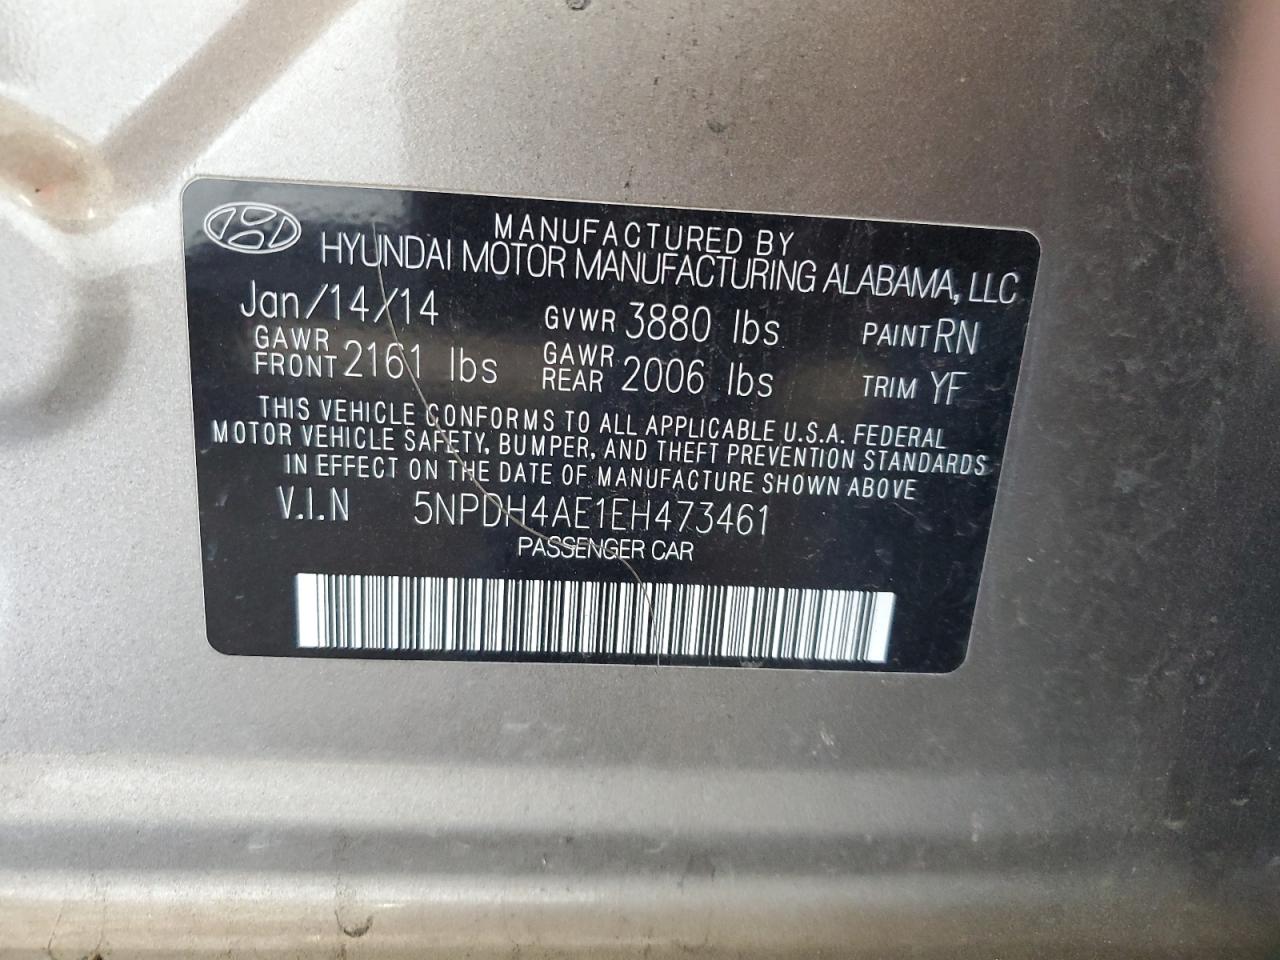 MANUFACTURED BY
HYUNDAI MOTOR MANUFACTURING ALABAMA, LLC
Jan/14/14 GVWR 3880 lbs PAINT RN
GAWR FRONT 2161 lbs GAWR REAR 2006 lbs TRIM YF
THIS VEHICLE CONFORMS TO ALL APPLICABLE U.S.A. FEDERAL
MOTOR VEHICLE SAFETY, BUMPER, AND THEFT PREVENTION STANDARDS
IN EFFECT ON THE DATE OF MANUFACTURE SHOWN ABOVE
V.I.N 5NPDH4AE1EH473461
PASSENGER CAR